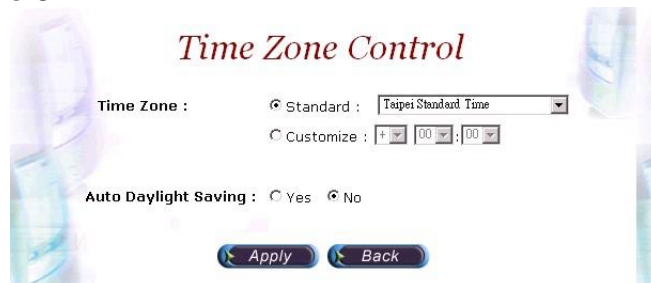 Time Zone Control
Time Zone : Standard : Taipei Standard Time
Customize : + 00 : 00
Auto Daylight Saving : Yes No
Apply Back